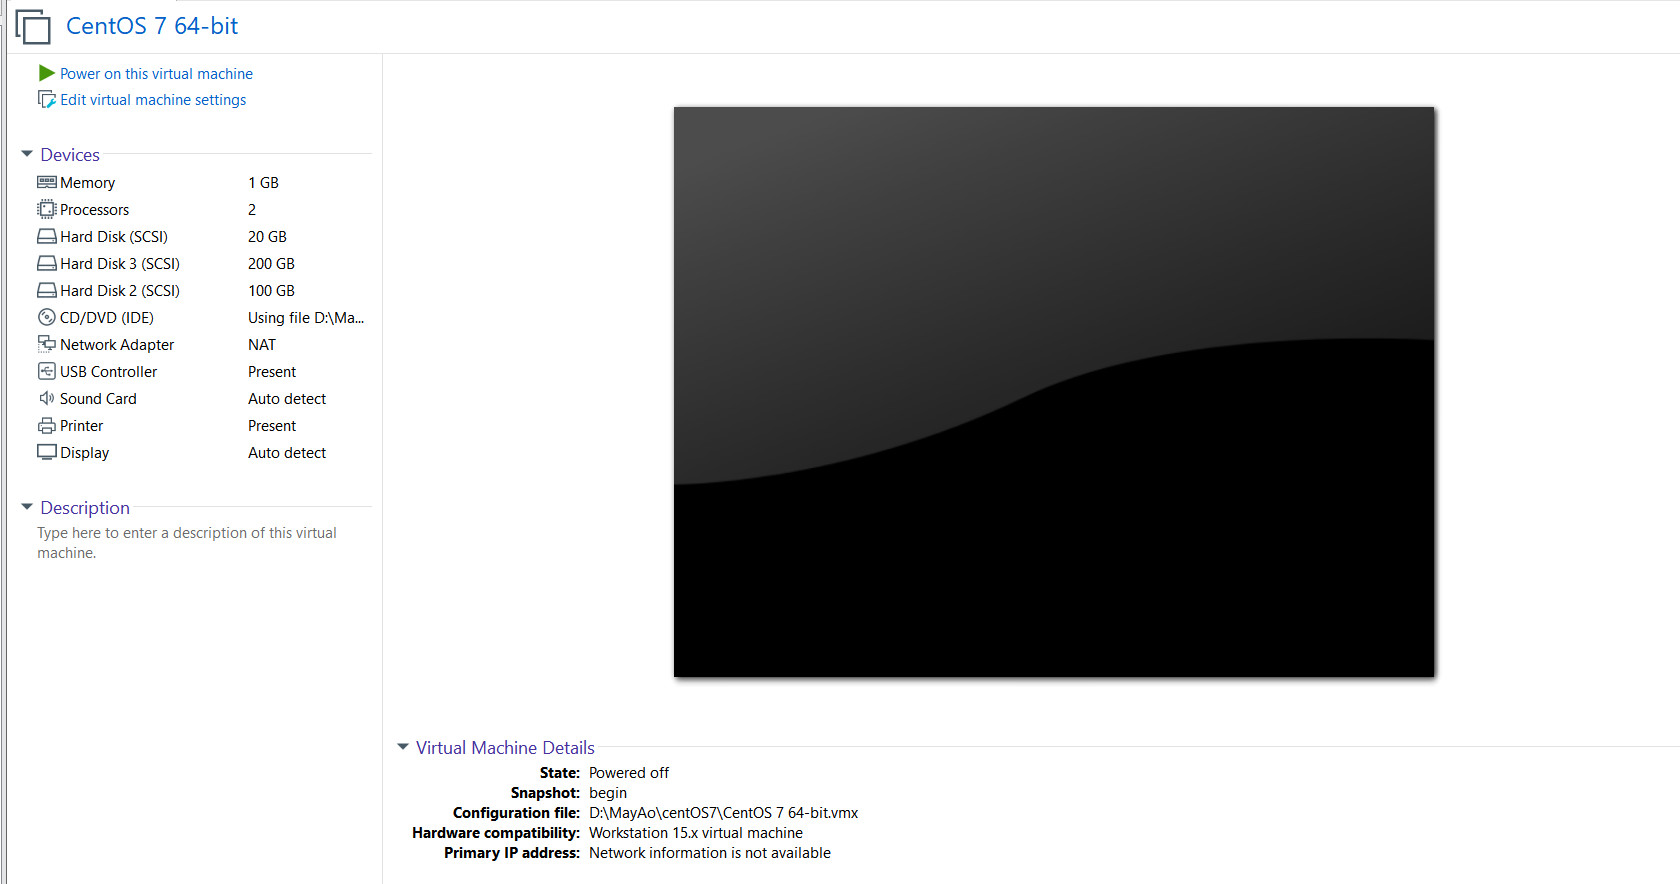 CentOS 7 64-bit
Power on this virtual machine
Edit virtual machine settings
Devices
Memory 1 GB
Processors 2
Hard Disk (SCSI) 20 GB
Hard Disk 3 (SCSI) 200 GB
Hard Disk 2 (SCSI) 100 GB
CD/DVD (IDE) Using file D:\Ma...
Network Adapter NAT
USB Controller Present
Sound Card Auto detect
Printer Present
Display Auto detect
Description
Type here to enter a description of this virtual
machine.
Virtual Machine Details
State: Powered off
Snapshot: begin
Configuration file: D:\MayAo\centOS7\CentOS 7 64-bit.vmx
Hardware compatibility: Workstation 15.x virtual machine
Primary IP address: Network information is not available